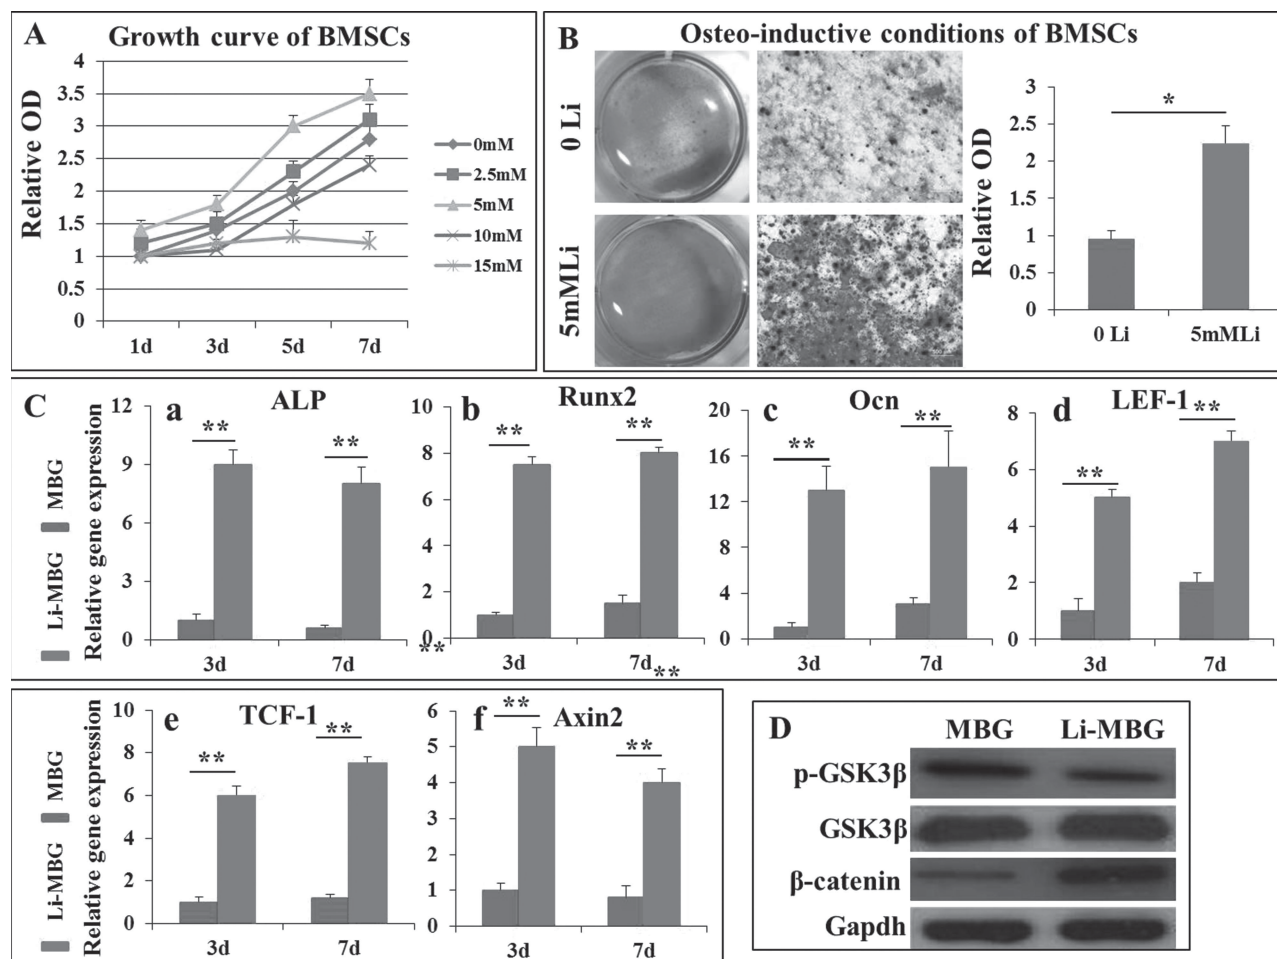 A
Growth curve of BMSCs
Relative OD
4
3.5
3
2.5
2
1.5
1
0.5
0
1d 3d 5d 7d
0mM
2.5mM
5mM
10mM
15mM
B
Osteo-inductive conditions of BMSCs
0 Li
5mMLi
Relative OD
3
2.5
2
3
1
0.5
0
*
0 Li 5mMLi
C
Li-MBG MBG
Relative gene expression
a
ALP
12
9
6
3
0
** **
3d 7d
b
Runx2
10
8
6
4
2
0
** **
3d 7d
**
**
c
Ocn
20
16
12
8
4
0
** **
3d 7d
d
LEF-1
8
6
4
2
0
** **
3d 7d
Li-MBG MBG
Relative gene expression
e
TCF-1
10
8
6
4
2
0
** **
3d 7d
f
Axin2
6
5
4
3
2
1
0
** **
3d 7d
D
MBG Li-MBG
p-GSK3β
GSK3β
β-catenin
Gapdh